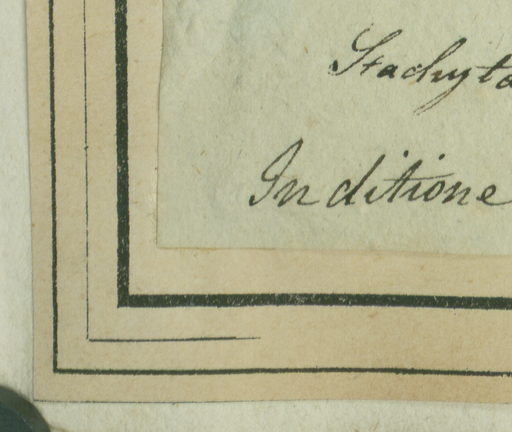 Stachyta
In ditione